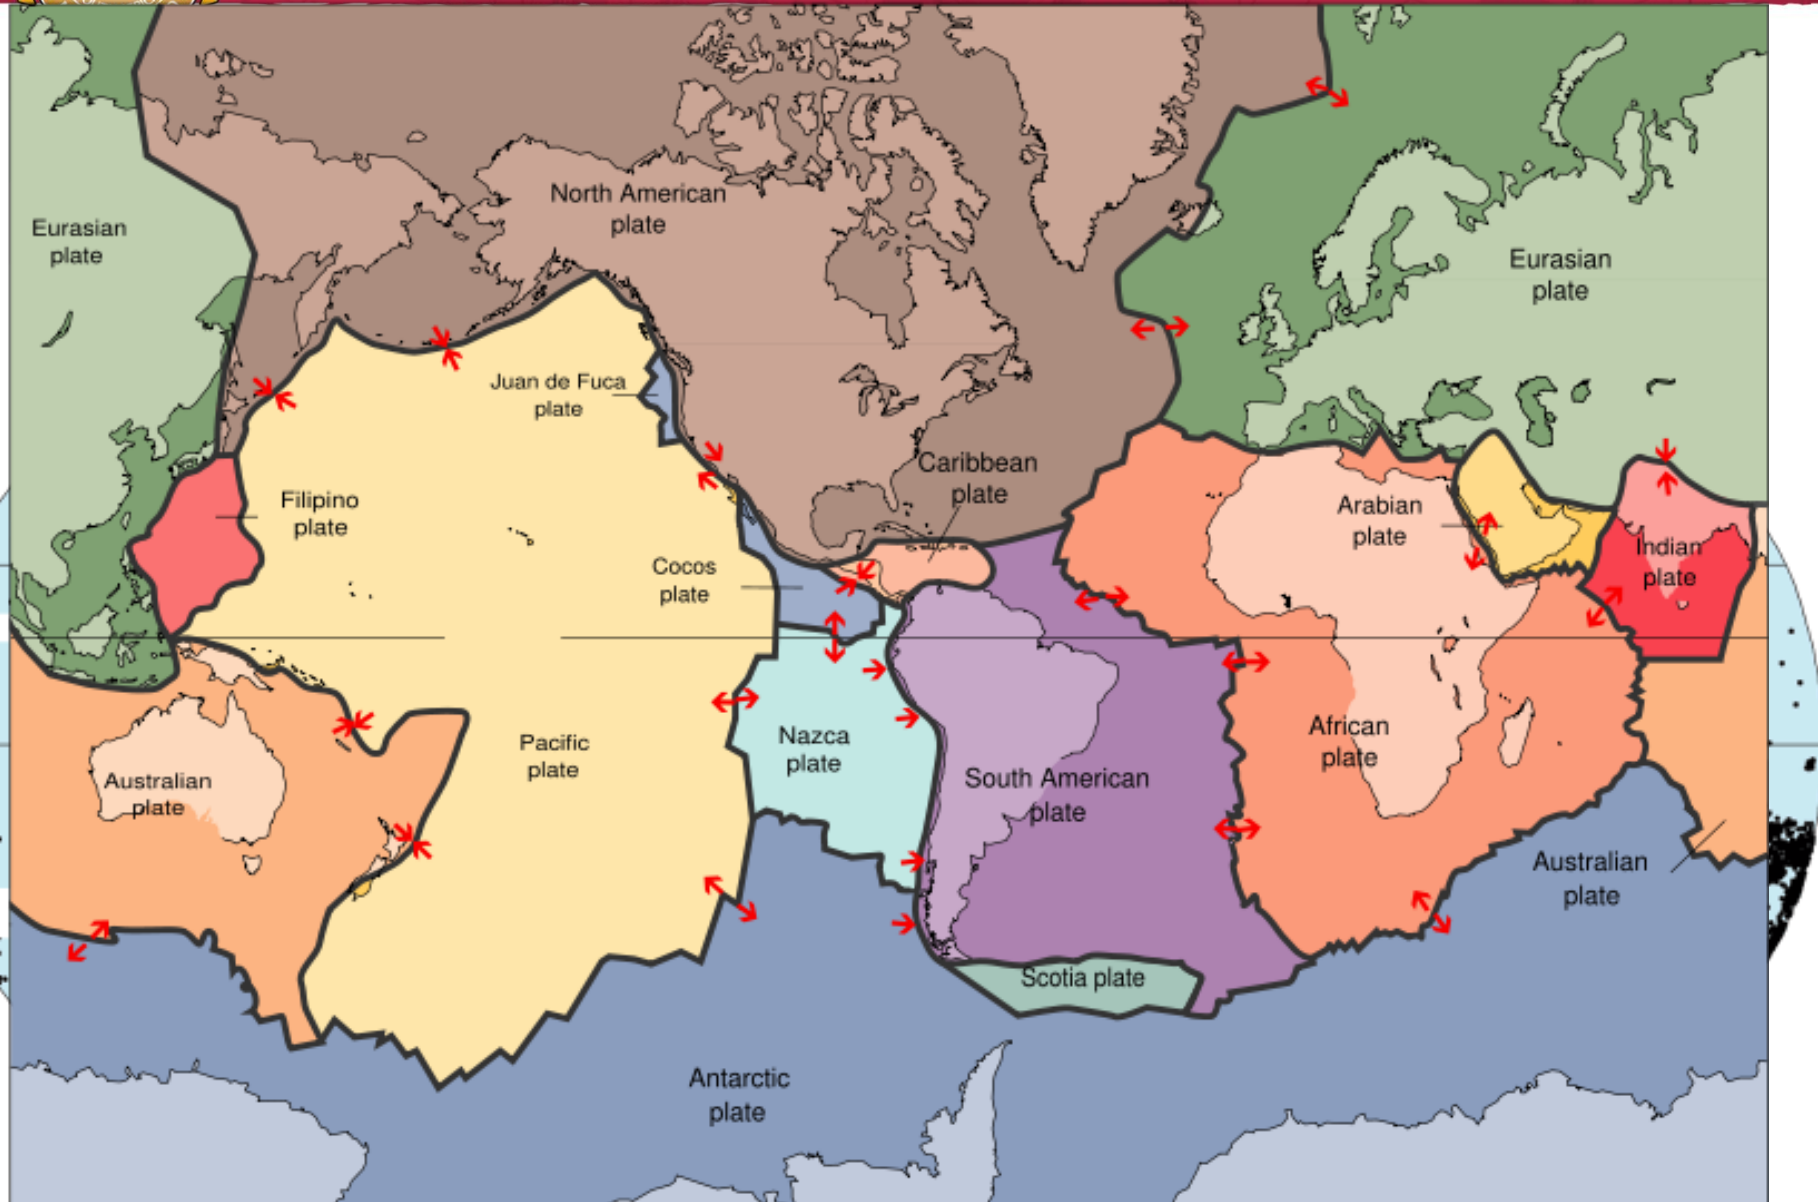 North American
plate
Eurasian
plate
Eurasian
plate
Juan de Fuca
plate
Caribbean
plate
Filipino
plate
Arabian
plate
Indian
plate
Cocos
plate
Pacific
plate
Nazca
plate
South American
plate
African
plate
Australian
plate
Australian
plate
Scotia plate
Antarctic
plate